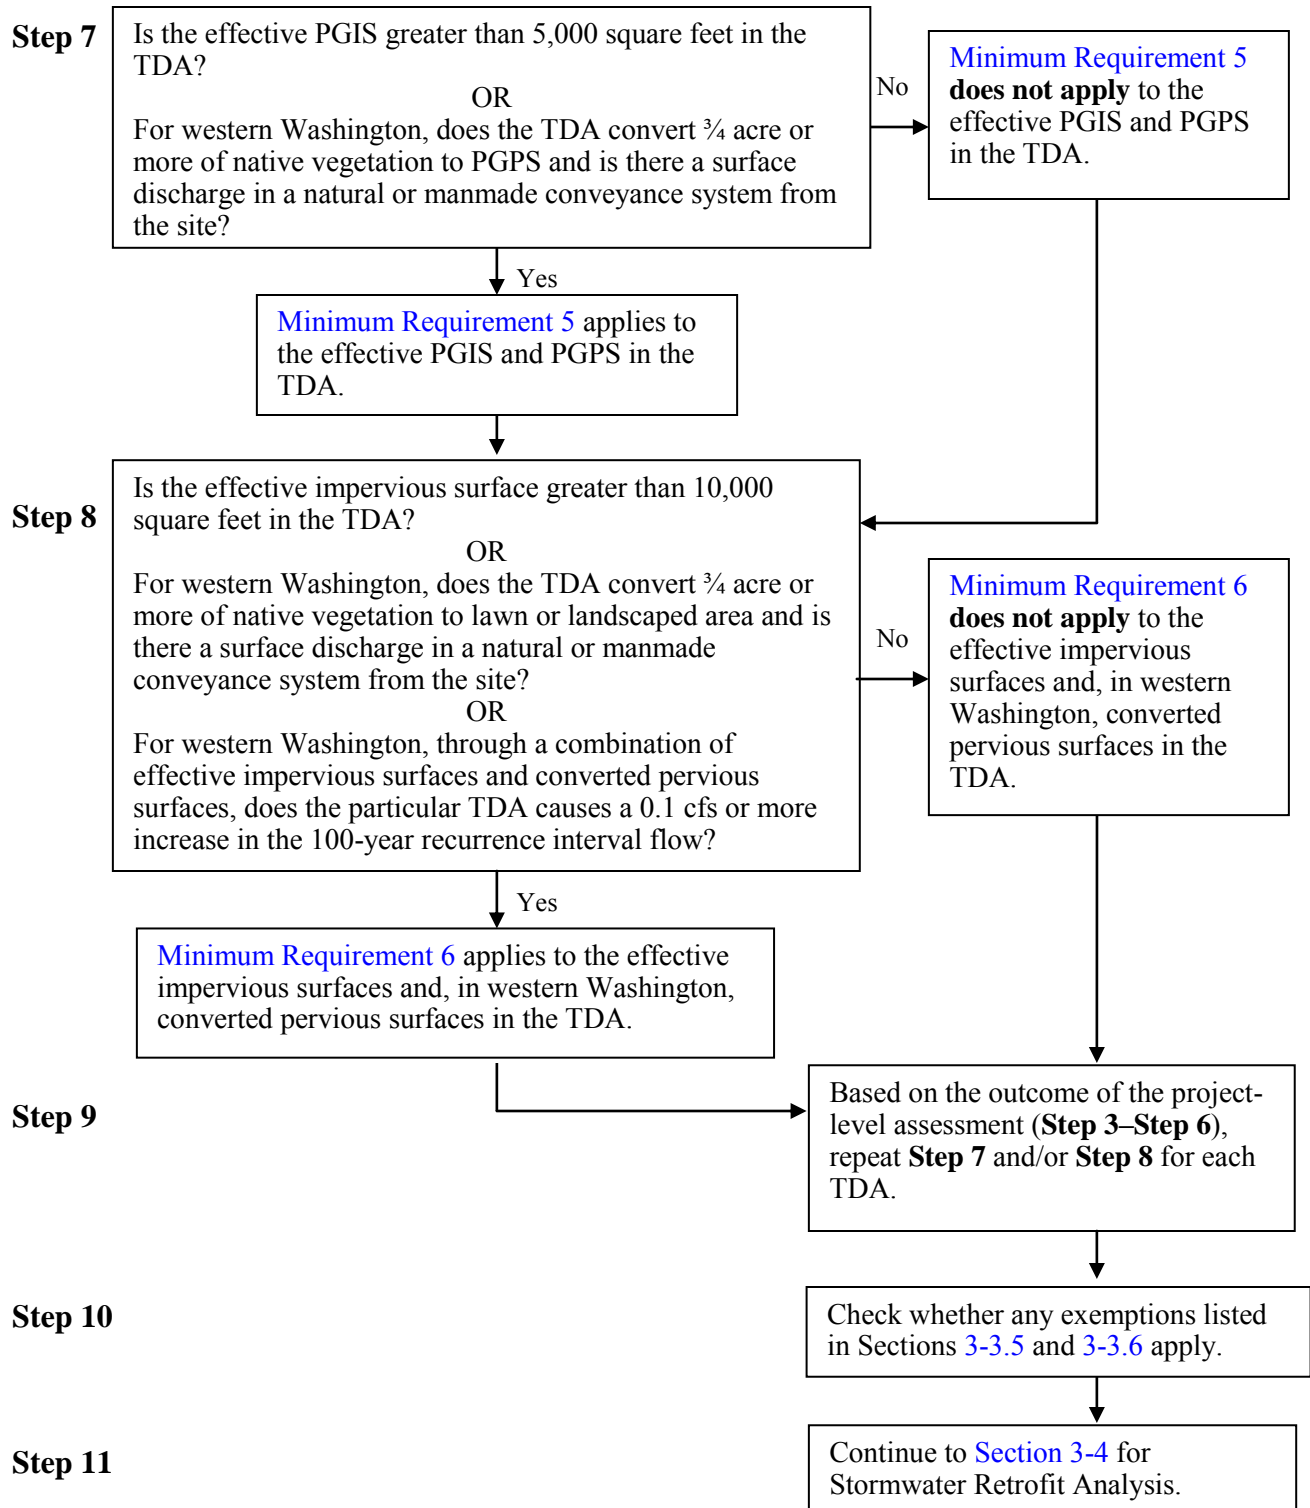 Step 7
Is the effective PGIS greater than 5,000 square feet in the
TDA?
OR
For western Washington, does the TDA convert ¾ acre or
more of native vegetation to PGPS and is there a surface
discharge in a natural or manmade conveyance system from
the site?
No
Minimum Requirement 5
does not apply to the
effective PGIS and PGPS
in the TDA.
Yes
Minimum Requirement 5 applies to
the effective PGIS and PGPS in the
TDA.
Step 8
Is the effective impervious surface greater than 10,000
square feet in the TDA?
OR
For western Washington, does the TDA convert ¾ acre or
more of native vegetation to lawn or landscaped area and is
there a surface discharge in a natural or manmade
conveyance system from the site?
OR
For western Washington, through a combination of
effective impervious surfaces and converted pervious
surfaces, does the particular TDA causes a 0.1 cfs or more
increase in the 100-year recurrence interval flow?
No
Minimum Requirement 6
does not apply to the
effective impervious
surfaces and, in western
Washington, converted
pervious surfaces in the
TDA.
Yes
Minimum Requirement 6 applies to the effective
impervious surfaces and, in western Washington,
converted pervious surfaces in the TDA.
Step 9
Based on the outcome of the project-
level assessment (Step 3–Step 6),
repeat Step 7 and/or Step 8 for each
TDA.
Step 10
Check whether any exemptions listed
in Sections 3-3.5 and 3-3.6 apply.
Step 11
Continue to Section 3-4 for
Stormwater Retrofit Analysis.